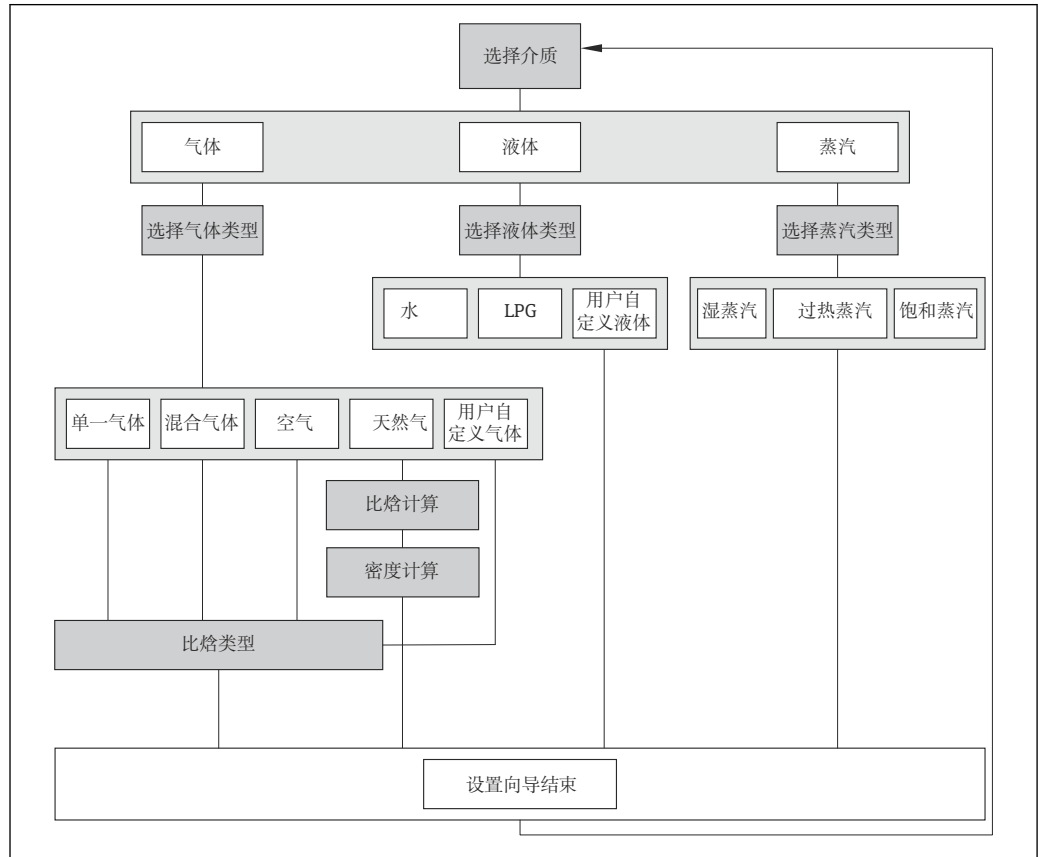 选择介质
气体
液体
蒸汽
选择气体类型
选择液体类型
选择蒸汽类型
水
LPG
用户自
定义液体
湿蒸汽
过热蒸汽
饱和蒸汽
单一气体
混合气体
空气
天然气
用户自
定义气体
比焓计算
密度计算
比焓类型
设置向导结束